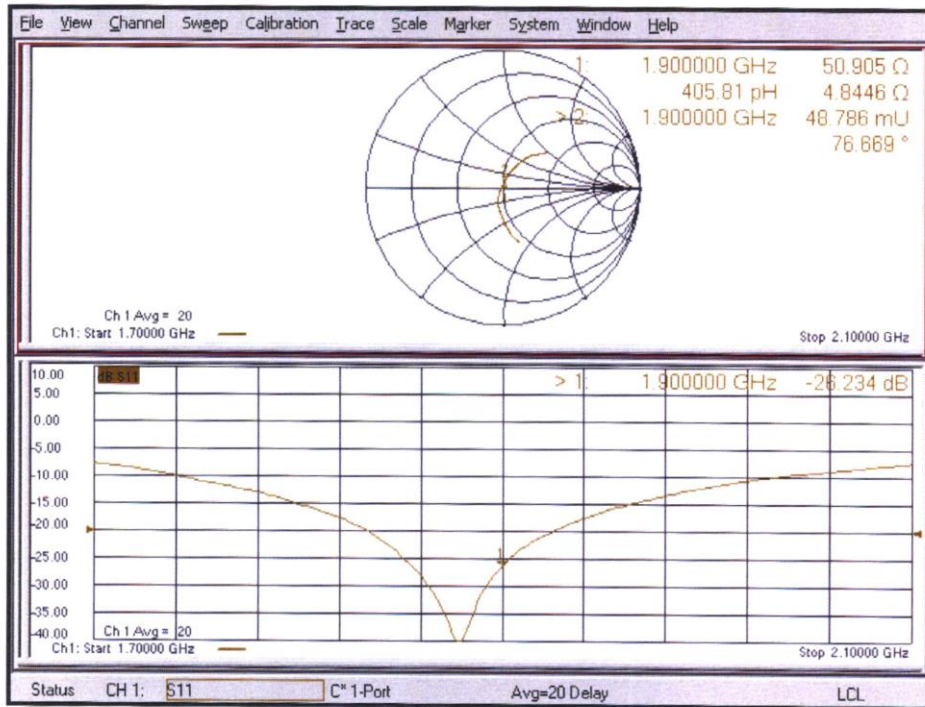 File View Channel Sweep Calibration Trace Scale Marker System Window Help
1: 1.900000 GHz 50.905 Ω
405.81 pH 4.8446 Ω
> 2: 1.900000 GHz 48.786 mU
76.669 °
Ch 1 Avg = 20
Ch1: Start 1.70000 GHz
Stop 2.10000 GHz
10.00
dB S11
> 1: 1.900000 GHz -26.234 dB
5.00
0.00
-5.00
-10.00
-15.00
-20.00
-25.00
1
-30.00
-35.00
-40.00
Ch 1 Avg = 20
Ch1: Start 1.70000 GHz
Stop 2.10000 GHz
Status CH 1: S11 C* 1-Port Avg=20 Delay LCL